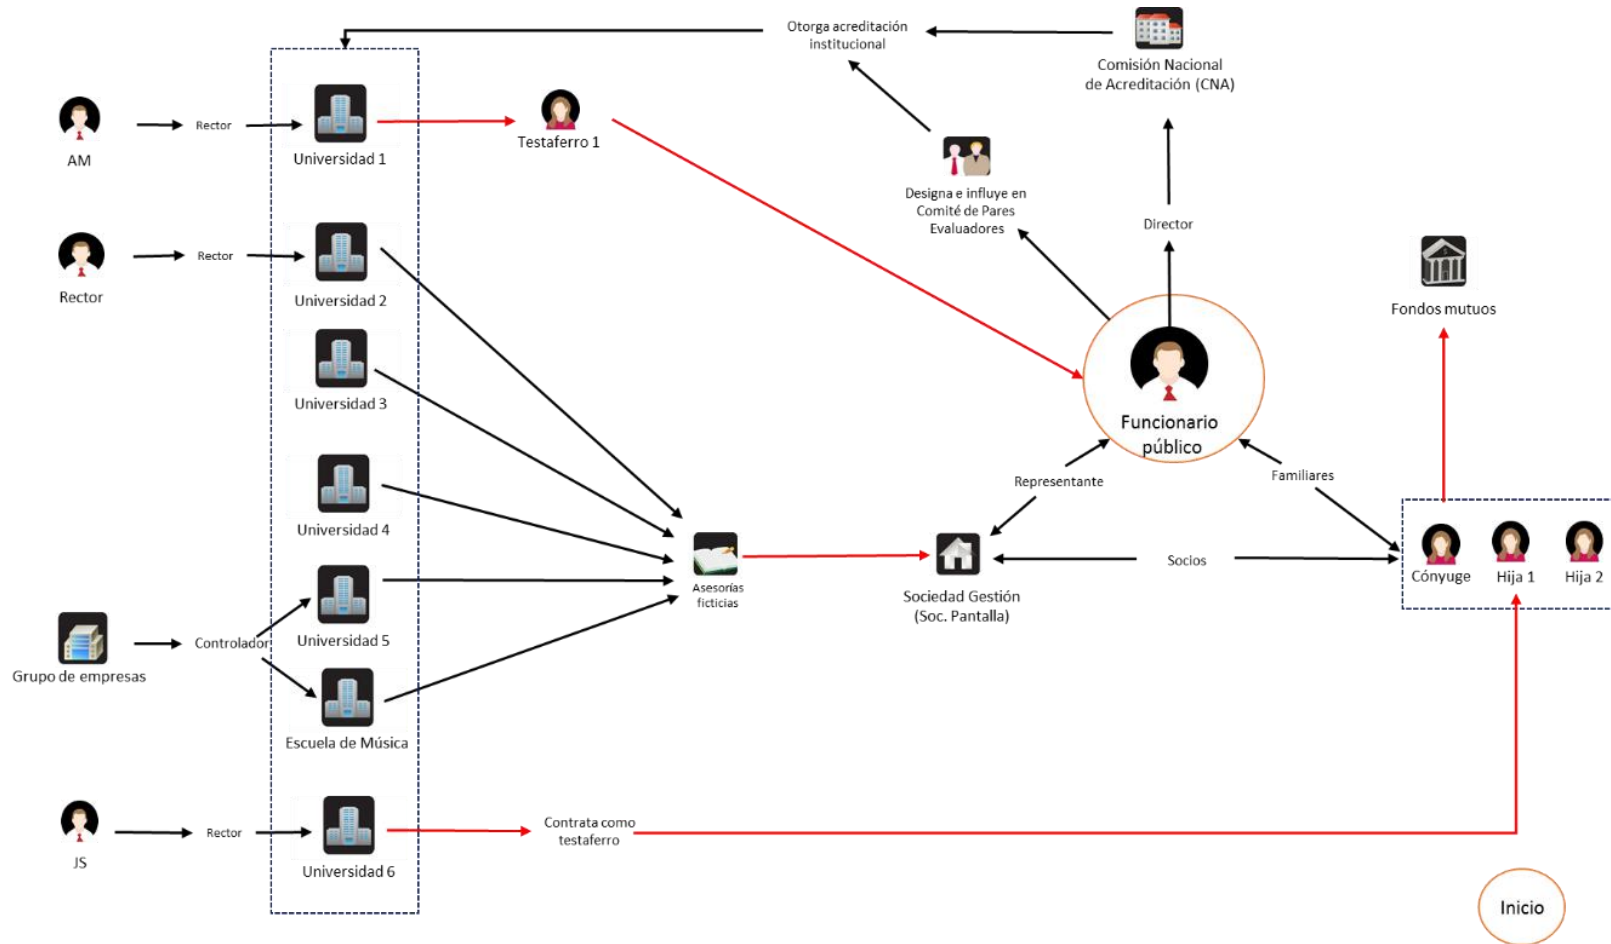 Otorga acreditación
institucional
Comisión Nacional
de Acreditación (CNA)
AM
Rector
Universidad 1
Testaferro 1
Designa e influye en
Comité de Pares
Evaluadores
Director
Rector
Rector
Universidad 2
Fondos mutuos
Universidad 3
Funcionario
público
Universidad 4
Representante
Familiares
Asesorías
ficticias
Sociedad Gestión
(Soc. Pantalla)
Socios
Cónyuge
Hija 1
Hija 2
Grupo de empresas
Controlador
Universidad 5
Escuela de Música
JS
Rector
Universidad 6
Contrata como
testaferro
Inicio